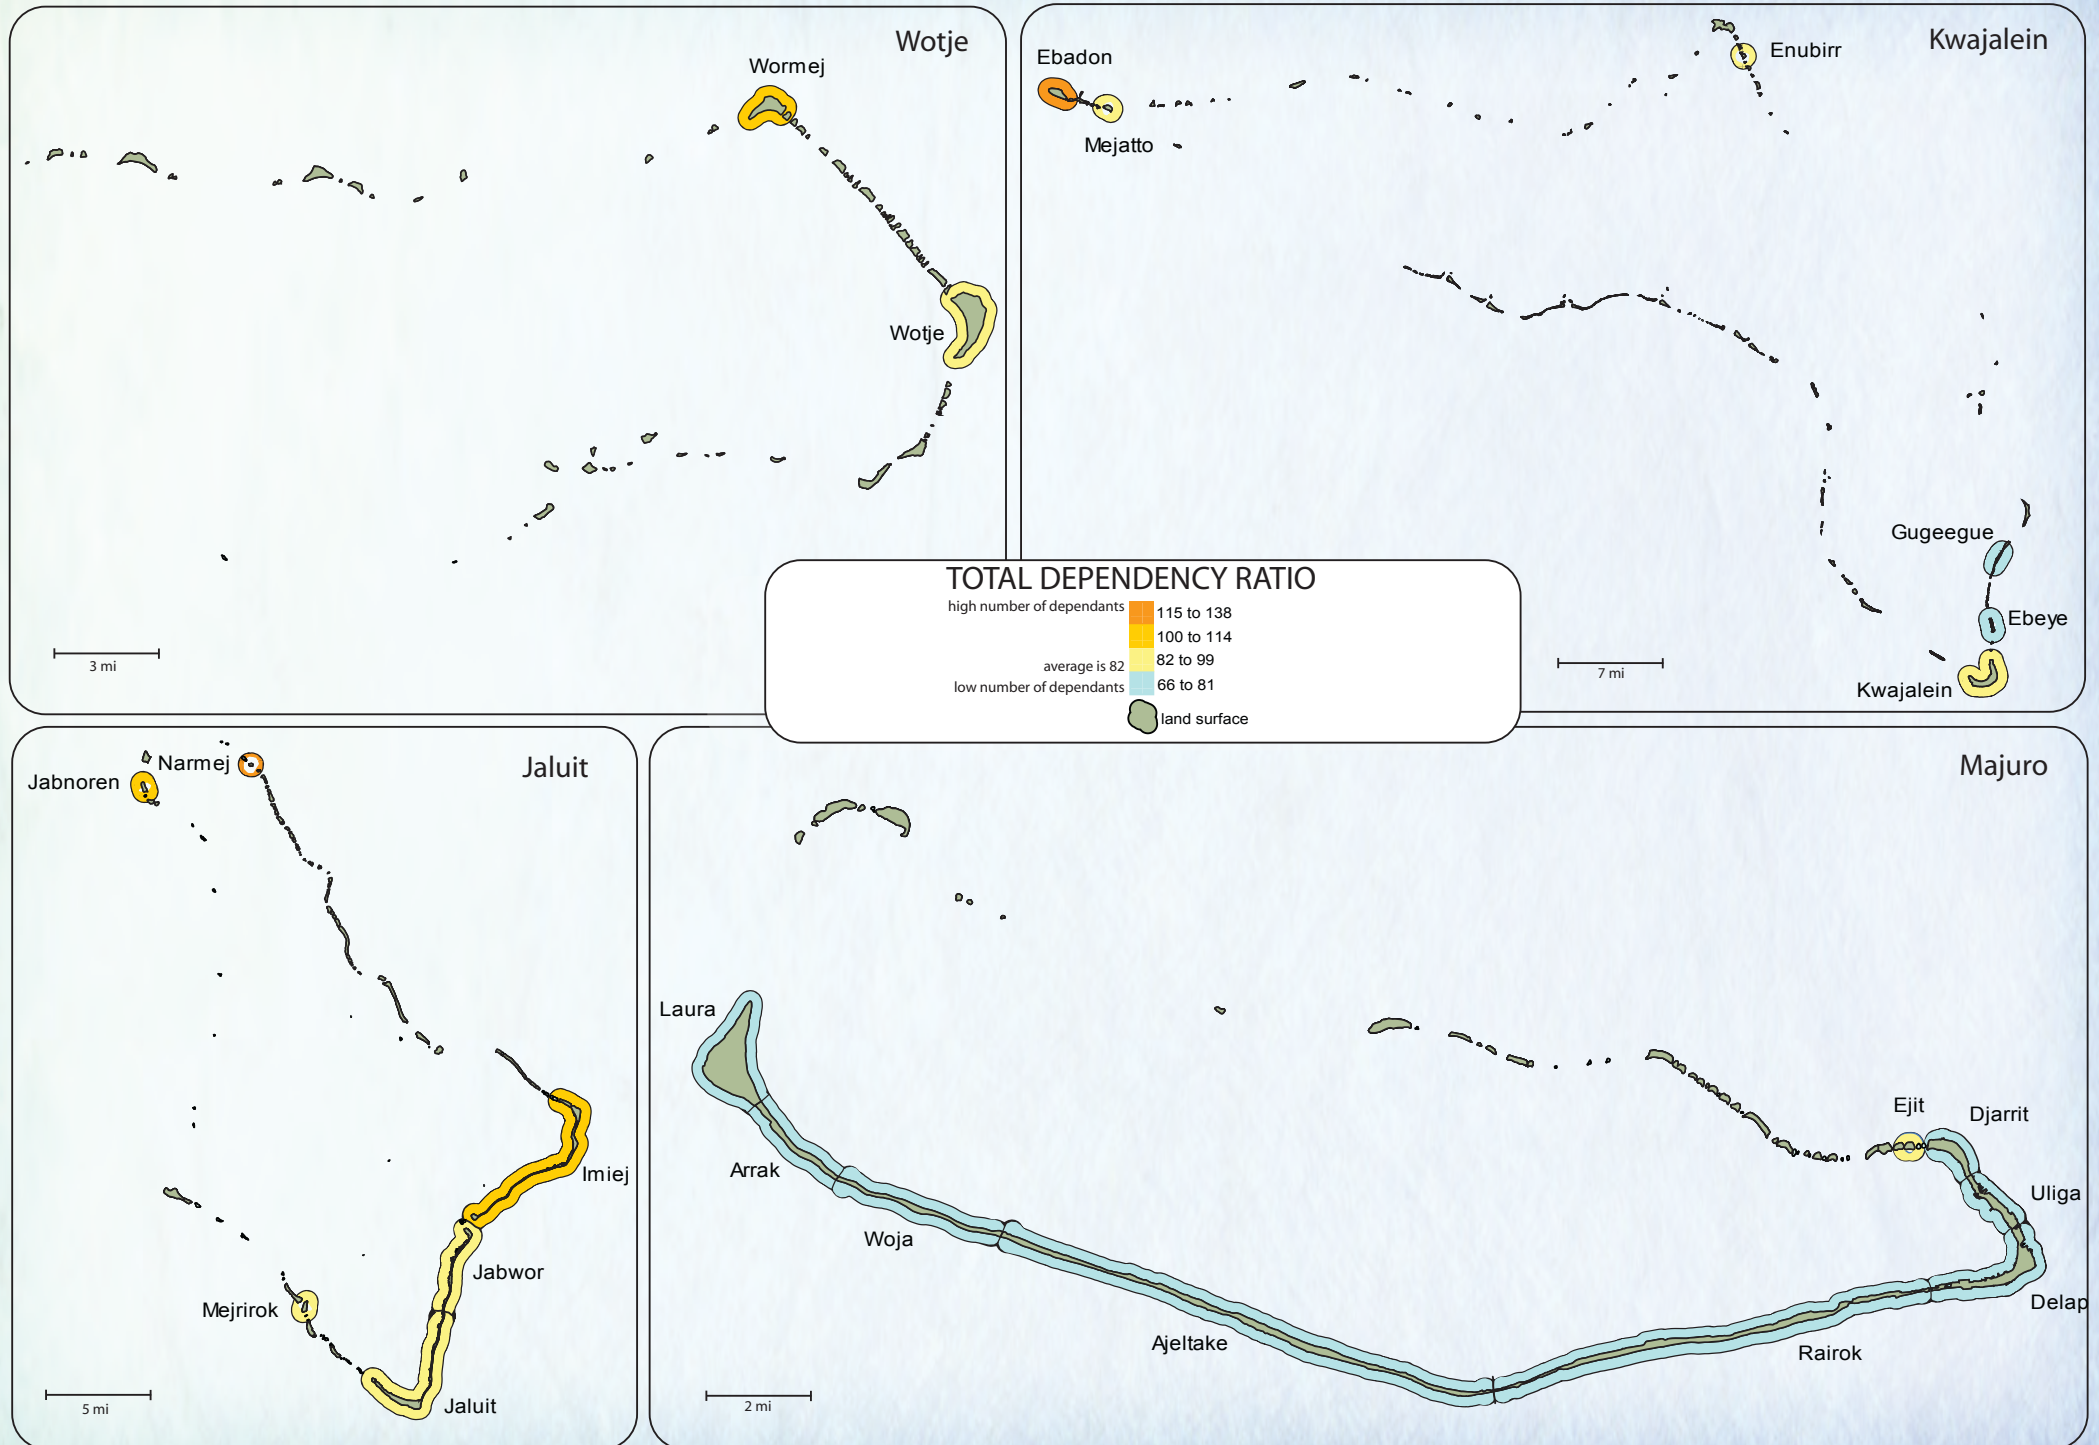 Wotje
Wormej
Wotje
3 mi
Kwajalein
Ebadon
Mejatto
Enubirr
Gugeegue
Ebeye
Kwajalein
7 mi
TOTAL DEPENDENCY RATIO
high number of dependants
115 to 138
100 to 114
average is 82
82 to 99
low number of dependants
66 to 81
land surface
Jaluit
Narmej
Jabnoren
Imiej
Jabwor
Mejrirok
Jaluit
5 mi
Majuro
Laura
Arrak
Woja
Ajeltake
Rairok
Ejit
Djarrit
Uliga
Delap
2 mi